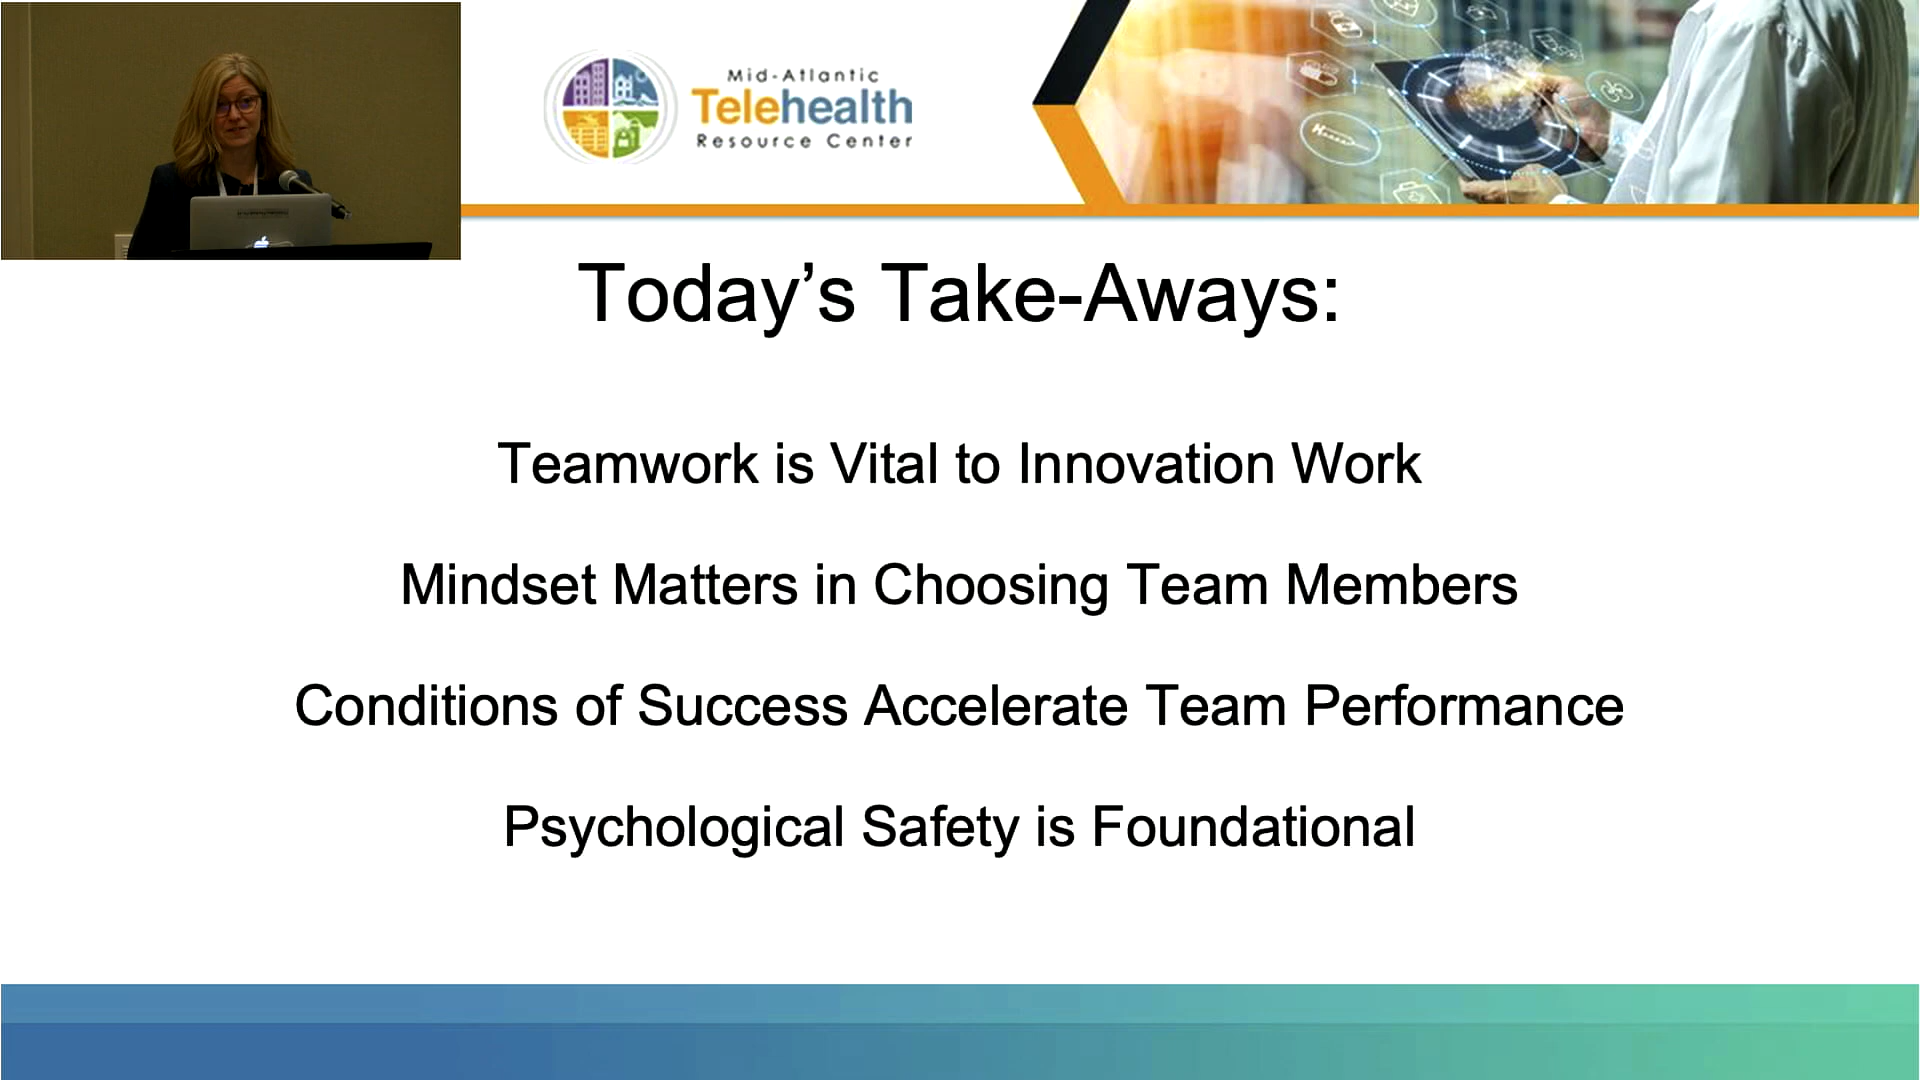 Mid-Atlantic
Telehealth
Resource Center
Today’s Take-Aways:
Teamwork is Vital to Innovation Work
Mindset Matters in Choosing Team Members
Conditions of Success Accelerate Team Performance
Psychological Safety is Foundational